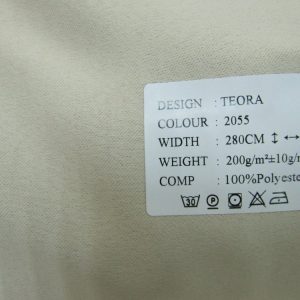 DESIGN : TEORA
COLOUR : 2055
WIDTH : 280CM ↕ ↔
WEIGHT : 200g/m²±10g/m
COMP : 100%Polyeste
30 P